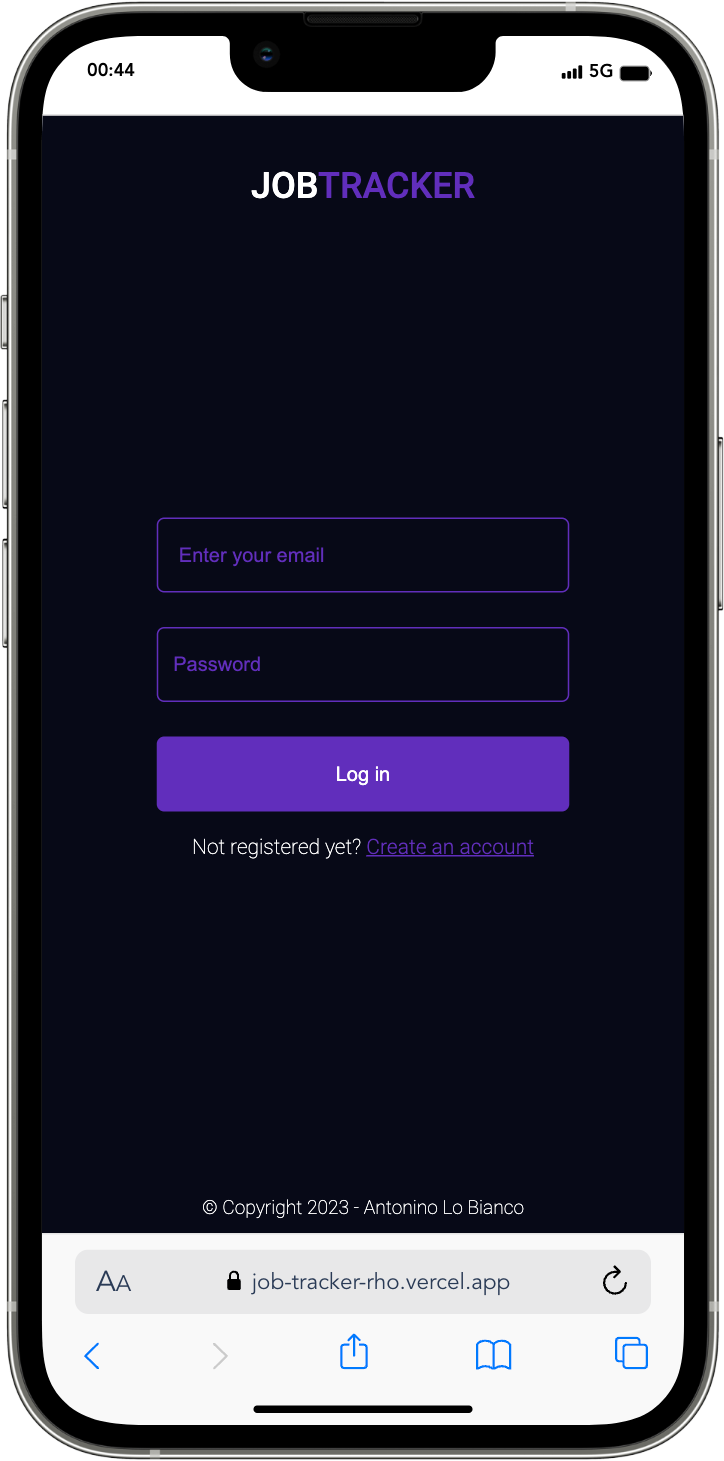 00:44 5G
JOBTRACKER
Enter your email
Password
Log in
Not registered yet? Create an account
© Copyright 2023 - Antonino Lo Bianco
AA job-tracker-rho.vercel.app